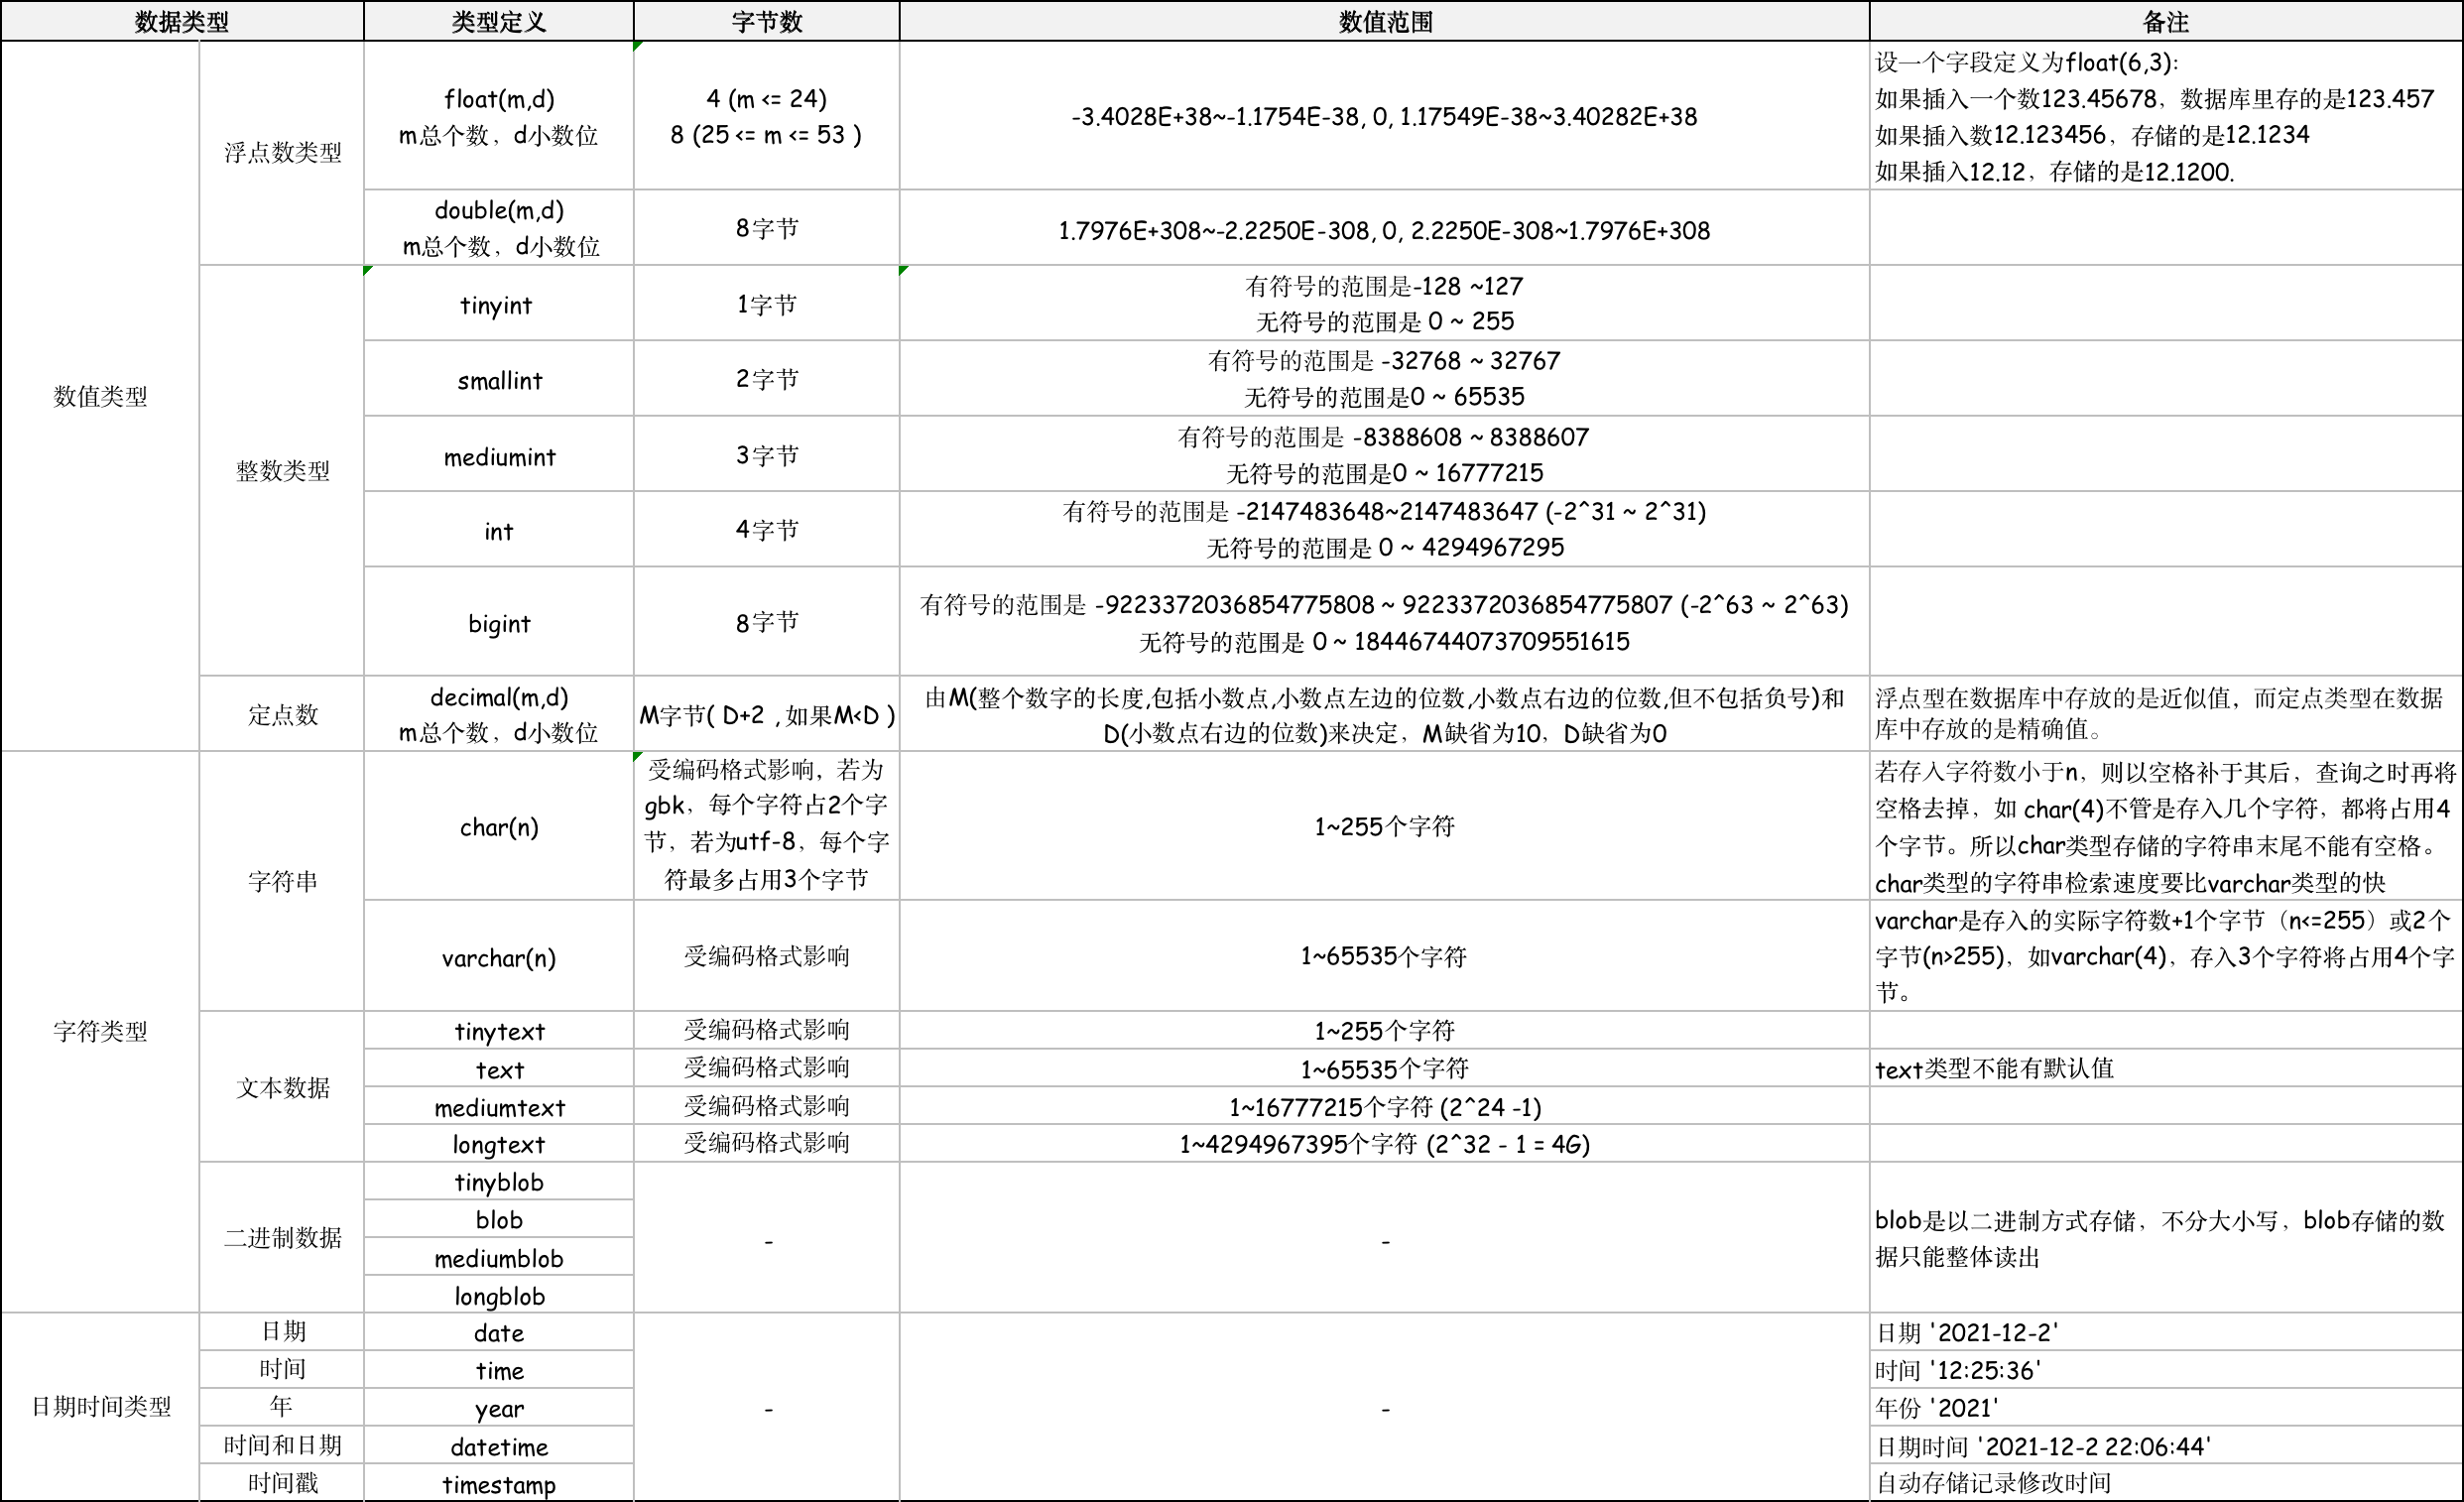 数据类型 类型定义 字节数 数值范围 备注
数值类型
浮点数类型
float(m,d)
m总个数，d小数位
4 (m <= 24)
8 (25 <= m <= 53 )
-3.4028E+38~-1.1754E-38, 0, 1.17549E-38~3.40282E+38
设一个字段定义为float(6,3)：
如果插入一个数123.45678，数据库里存的是123.457
如果插入数12.123456，存储的是12.1234
如果插入12.12，存储的是12.1200.
double(m,d)
m总个数，d小数位
8字节
1.7976E+308~-2.2250E-308, 0, 2.2250E-308~1.7976E+308
整数类型
tinyint
1字节
有符号的范围是-128 ~127
无符号的范围是 0 ~ 255
smallint
2字节
有符号的范围是 -32768 ~ 32767
无符号的范围是0 ~ 65535
mediumint
3字节
有符号的范围是 -8388608 ~ 8388607
无符号的范围是0 ~ 16777215
int
4字节
有符号的范围是 -2147483648~2147483647 (-2^31 ~ 2^31)
无符号的范围是 0 ~ 4294967295
bigint
8字节
有符号的范围是 -9223372036854775808 ~ 9223372036854775807 (-2^63 ~ 2^63)
无符号的范围是 0 ~ 18446744073709551615
定点数
decimal(m,d)
m总个数，d小数位
M字节( D+2 , 如果M<D )
由M(整个数字的长度,包括小数点,小数点左边的位数,小数点右边的位数,但不包括负号)和
D(小数点右边的位数)来决定，M缺省为10，D缺省为0
浮点型在数据库中存放的是近似值，而定点类型在数据
库中存放的是精确值。
字符类型
字符串
char(n)
受编码格式影响，若为
gbk，每个字符占2个字
节，若为utf-8，每个字
符最多占用3个字节
1~255个字符
若存入字符数小于n，则以空格补于其后，查询之时再将
空格去掉，如 char(4)不管是存入几个字符，都将占用4
个字节。所以char类型存储的字符串末尾不能有空格。
char类型的字符串检索速度要比varchar类型的快
varchar(n)
受编码格式影响
1~65535个字符
varchar是存入的实际字符数+1个字节（n<=255）或2个
字节(n>255)，如varchar(4)，存入3个字符将占用4个字
节。
文本数据
tinytext
受编码格式影响
1~255个字符
text
受编码格式影响
1~65535个字符
text类型不能有默认值
mediumtext
受编码格式影响
1~16777215个字符 (2^24 -1)
longtext
受编码格式影响
1~4294967395个字符 (2^32 - 1 = 4G)
二进制数据
tinyblob
blob
mediumblob
longblob
-
-
blob是以二进制方式存储，不分大小写，blob存储的数
据只能整体读出
日期时间类型
日期
date
-
-
日期 '2021-12-2'
时间
time
时间 '12:25:36'
年
year
年份 '2021'
时间和日期
datetime
日期时间 '2021-12-2 22:06:44'
时间戳
timestamp
自动存储记录修改时间